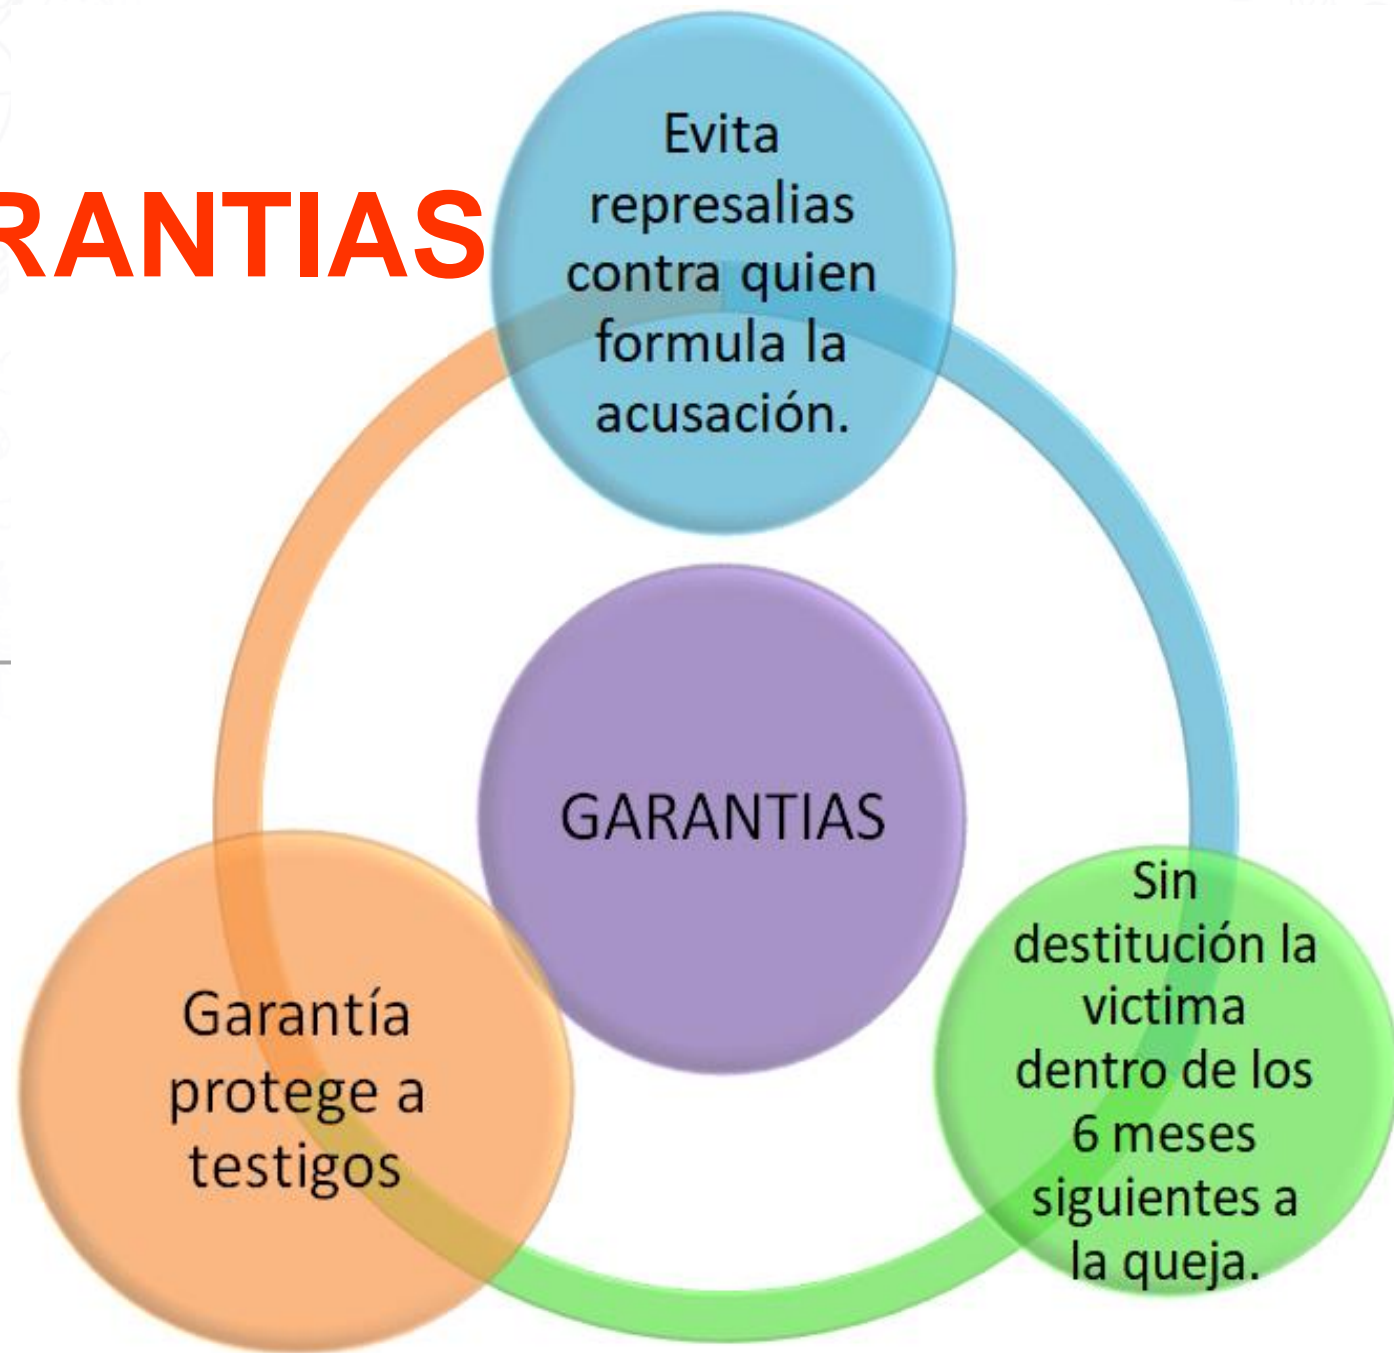 RANTIAS
Evita
represalias
contra quien
formula la
acusación.
GARANTIAS
Sin
destitución la
victima
dentro de los
6 meses
siguientes a
la queja.
Garantía
protege a
testigos